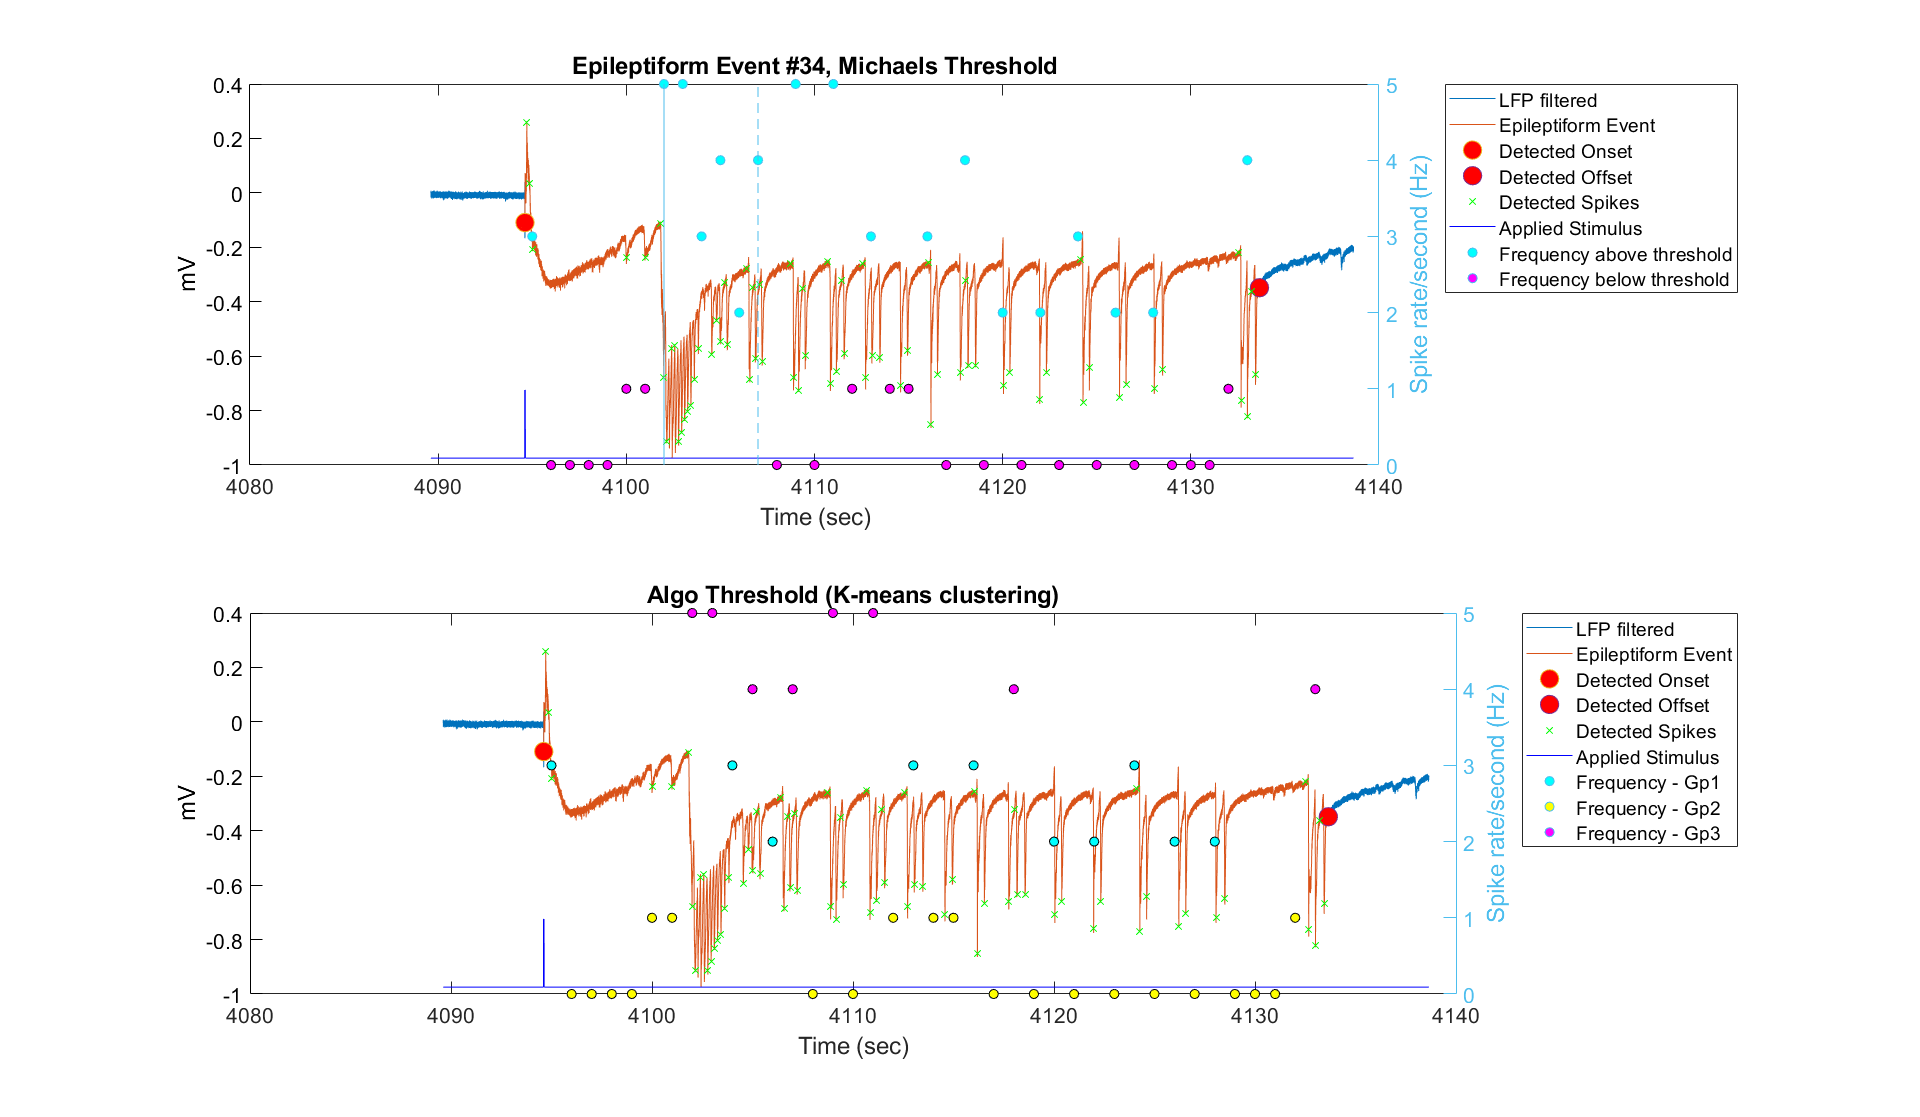 Epileptiform Event #34, Michaels Threshold
0.4
0.2
0
-0.2
-0.4
-0.6
-0.8
-1
mV
4080
4090
4100
4110
4120
4130
4140
Time (sec)
5
4
3
2
1
0
Spike rate/second (Hz)
LFP filtered
Epileptiform Event
Detected Onset
Detected Offset
Detected Spikes
Applied Stimulus
Frequency above threshold
Frequency below threshold
Algo Threshold (K-means clustering)
0.4
0.2
0
-0.2
-0.4
-0.6
-0.8
-1
mV
4080
4090
4100
4110
4120
4130
4140
Time (sec)
5
4
3
2
1
0
Spike rate/second (Hz)
LFP filtered
Epileptiform Event
Detected Onset
Detected Offset
Detected Spikes
Applied Stimulus
Frequency - Gp1
Frequency - Gp2
Frequency - Gp3